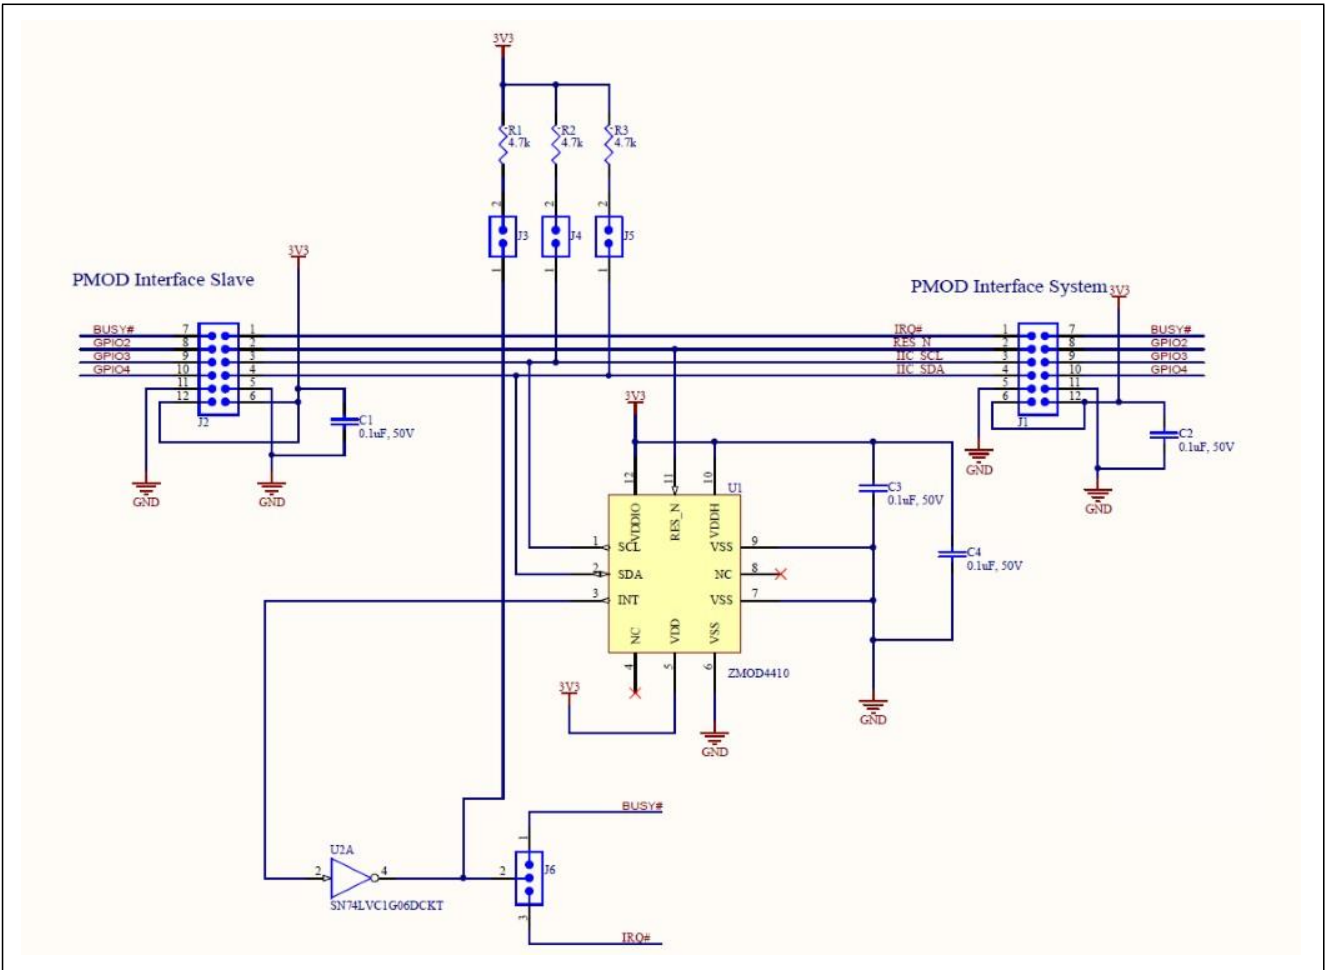 3V3
R1
4.7k
R2
4.7k
R3
4.7k
2
2
2
J3
J4
J5
1
1
1
3V3
PMOD Interface Slave
PMOD Interface System
3V3
BUSY#
7
1
IRQ#
1
7
BUSY#
GPIO2
8
2
RES_N
2
8
GPIO2
GPIO3
9
3
IIC_SCL
3
9
GPIO3
GPIO4
10
4
IIC_SDA
4
10
GPIO4
11
5
5
11
12
6
6
12
J2
J1
C1
0.1uF, 50V
C2
0.1uF, 50V
3V3
GND
GND
GND
GND
12
11
10
U1
C3
0.1uF, 50V
VDDIO
RES_N
VDDH
1
SCL
VSS
9
2
SDA
NC
8
3
INT
VSS
7
C4
0.1uF, 50V
NC
VDD
VSS
4
5
6
ZMOD4410
3V3
GND
GND
BUSY#
1
U2A
2
4
2
J6
SN74LVC1G06DCKT
3
IRQ#